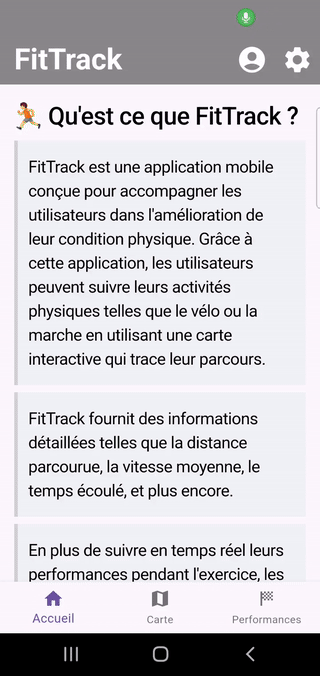 FitTrack
Qu'est ce que FitTrack ?
FitTrack est une application mobile
conçue pour accompagner les
utilisateurs dans l'amélioration de
leur condition physique. Grâce à
cette application, les utilisateurs
peuvent suivre leurs activités
physiques telles que le vélo ou la
marche en utilisant une carte
interactive qui trace leur parcours.
FitTrack fournit des informations
détaillées telles que la distance
parcourue, la vitesse moyenne, le
temps écoulé, et plus encore.
En plus de suivre en temps réel leurs
performances pendant l'exercice, les
Accueil
Carte
Performances